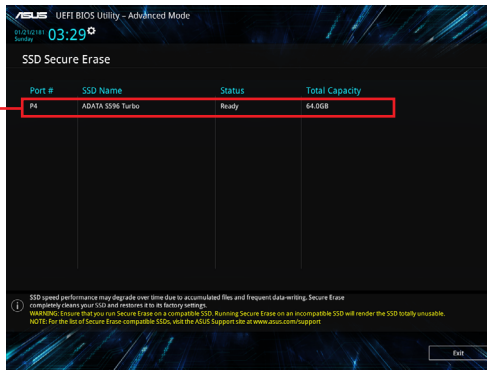 ASUS UEFI BIOS Utility – Advanced Mode
01/21/2181
Sunday
03:29
SSD Secure Erase
Port # SSD Name Status Total Capacity
P4 ADATA S596 Turbo Ready 64.0GB
SSD speed performance may degrade over time due to accumulated files and frequent data-writing. Secure Erase
completely cleans your SSD and restores it to its factory settings.
WARNING: Ensure that you run Secure Erase on a compatible SSD. Running Secure Erase on an incompatible SSD will render the SSD totally unusable.
NOTE: For the list of Secure Erase-compatible SSDs, visit the ASUS Support site at www.asus.com/support
Exit